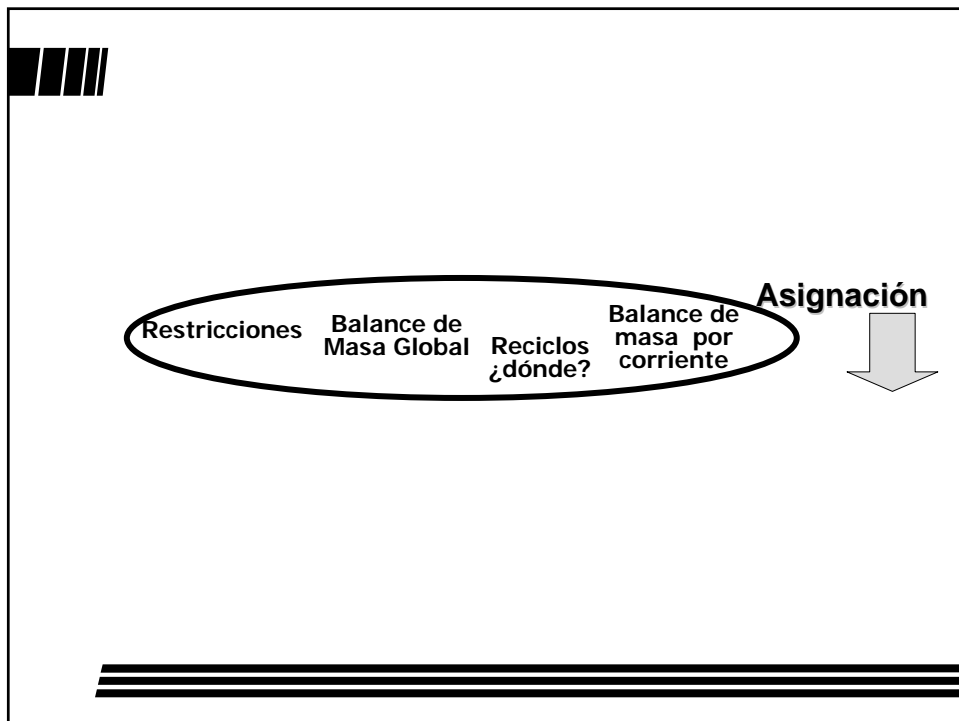 Restricciones
Balance de
Masa Global
Reciclos
¿dónde?
Balance de
masa por
corriente
Asignación